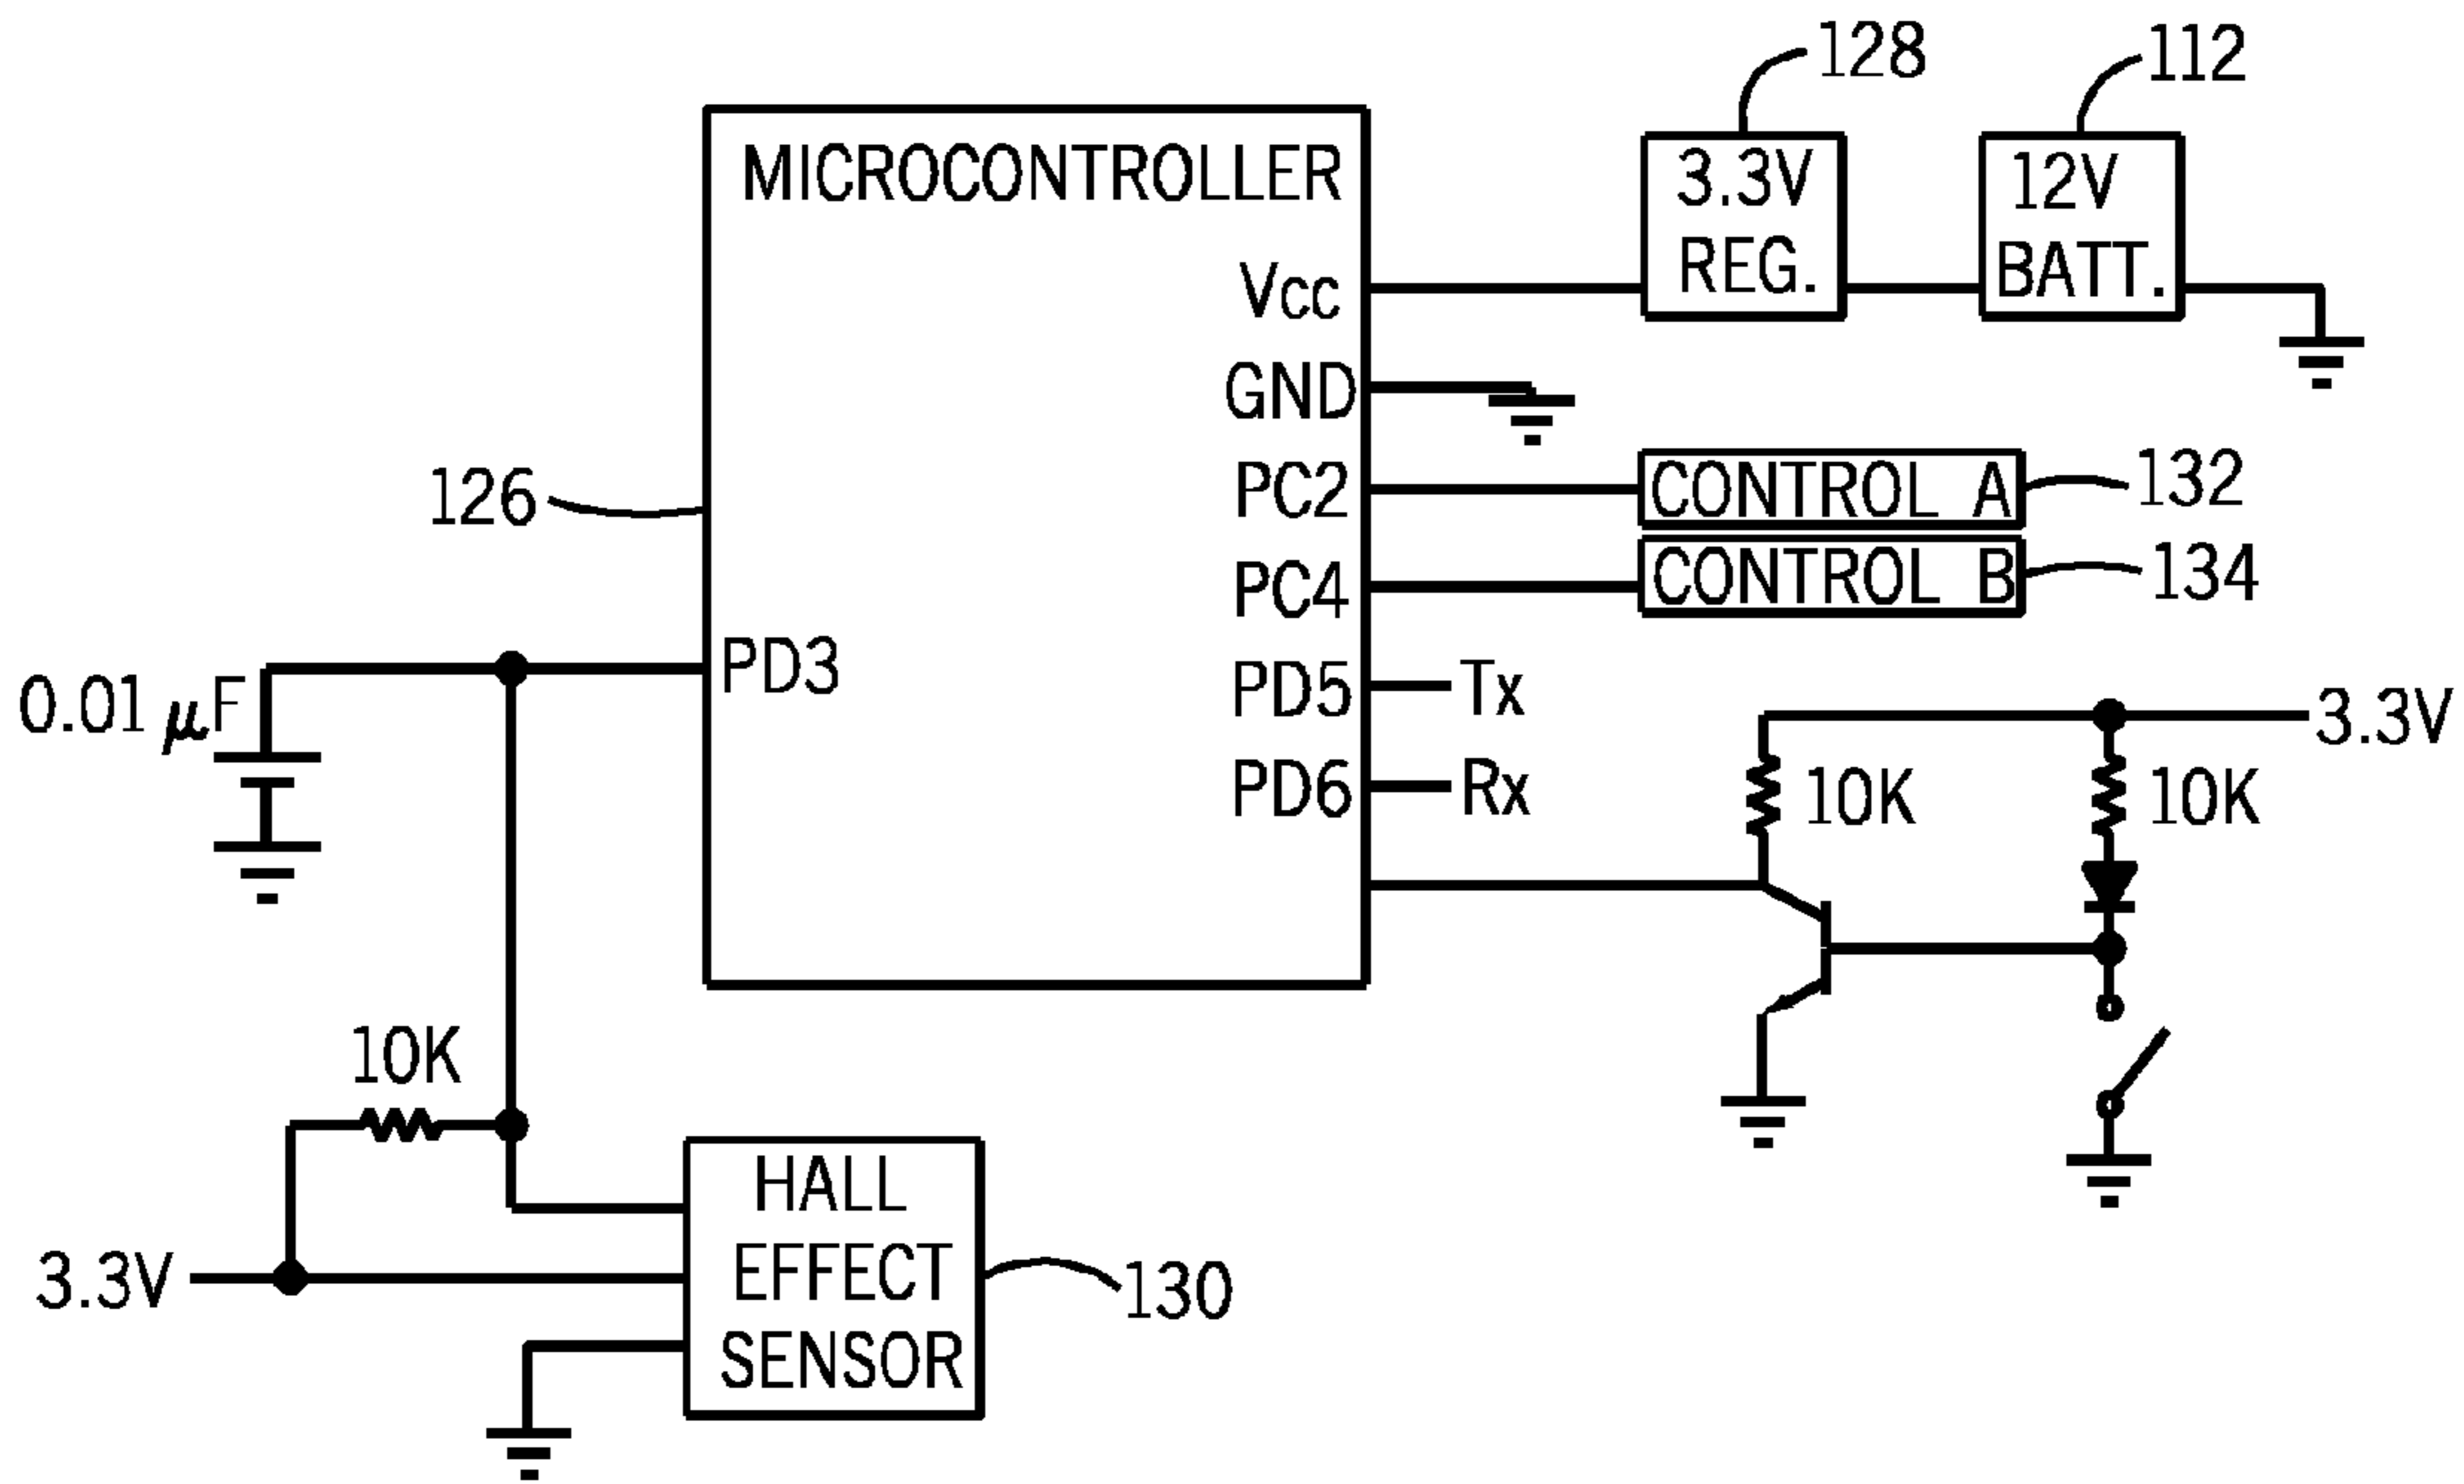 128
112
MICROCONTROLLER
3.3V
REG.
12V
BATT.
Vcc
GND
126
PC2
CONTROL A
132
PC4
CONTROL B
134
PD3
0.01 μF
PD5
Tx
3.3V
PD6
Rx
10K
10K
10K
HALL
EFFECT
SENSOR
3.3V
130